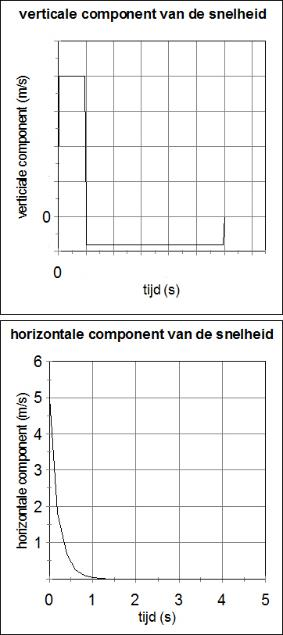 verticale component van de snelheid
verticiale component (m/s)
0
0
tijd (s)
horizontale component van de snelheid
horizontale component (m/s)
6
5
4
3
2
1
0 1 2 3 4 5
tijd (s)